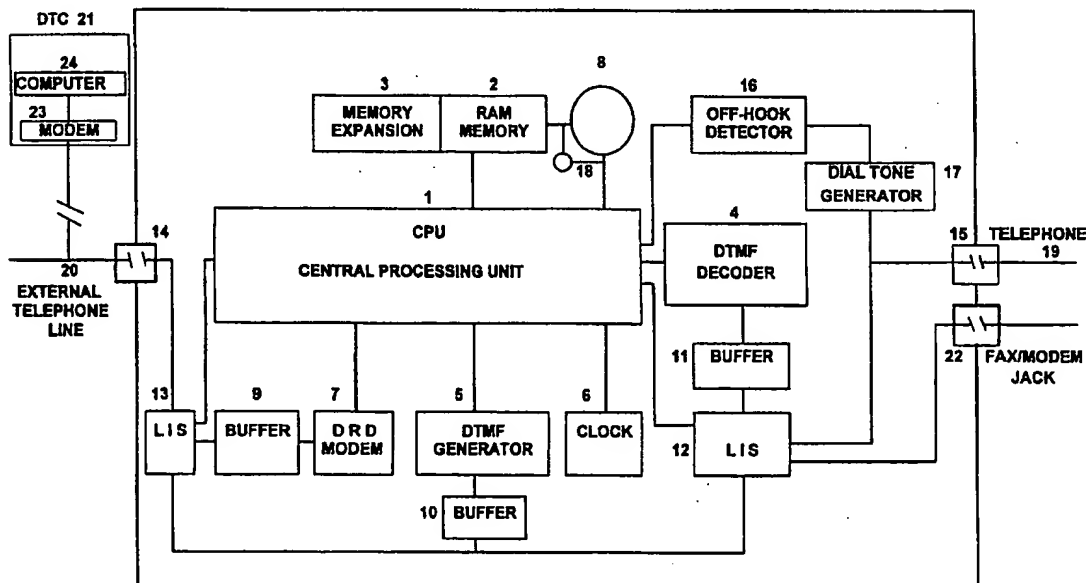 DTC 21
24
COMPUTER
23
MODEM
14
20
EXTERNAL
TELEPHONE
LINE
3
MEMORY
EXPANSION
2
RAM
MEMORY
8
18
16
OFF-HOOK
DETECTOR
DIAL TONE
GENERATOR
17
1
CPU
CENTRAL PROCESSING UNIT
4
DTMF
DECODER
15
TELEPHONE
19
22
FAX/MODEM
JACK
11
BUFFER
13
L I S
9
BUFFER
7
D R D
MODEM
5
DTMF
GENERATOR
6
CLOCK
12
L I S
10
BUFFER